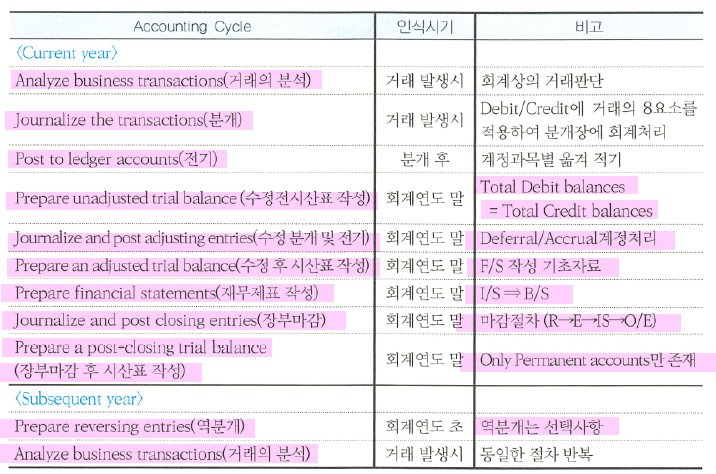 Accounting Cycle 인식시기 비고
〈Current year〉
Analyze business transactions(거래의 분석) 거래 발생시 회계상의 거래판단
Journalize the transactions(분개) 거래 발생시 Debit/Credit에 거래의 8요소를
적용하여 분개장에 회계처리
Post to ledger accounts(전기) 분개 후 계정과목별 옮겨 적기
Prepare unadjusted trial balance (수정전시산표 작성) 회계연도 말 Total Debit balances
= Total Credit balances
Journalize and post adjusting entries(수정 분개 및 전기) 회계연도 말 Deferral/Accrual계정처리
Prepare an adjusted trial balance(수정 후 시산표 작성) 회계연도 말 F/S 작성 기초자료
Prepare financial statements(재무제표 작성) 회계연도 말 I/S ⇒ B/S
Journalize and post closing entries(장부마감) 회계연도 말 마감절차 (R→E→IS→O/E)
Prepare a post-closing trial balance
(장부마감 후 시산표 작성) 회계연도 말 Only Permanent accounts만 존재
〈Subsequent year〉
Prepare reversing entries(역분개) 회계연도 초 역분개는 선택사항
Analyze business transactions(거래의 분석) 거래 발생시 동일한 절차 반복